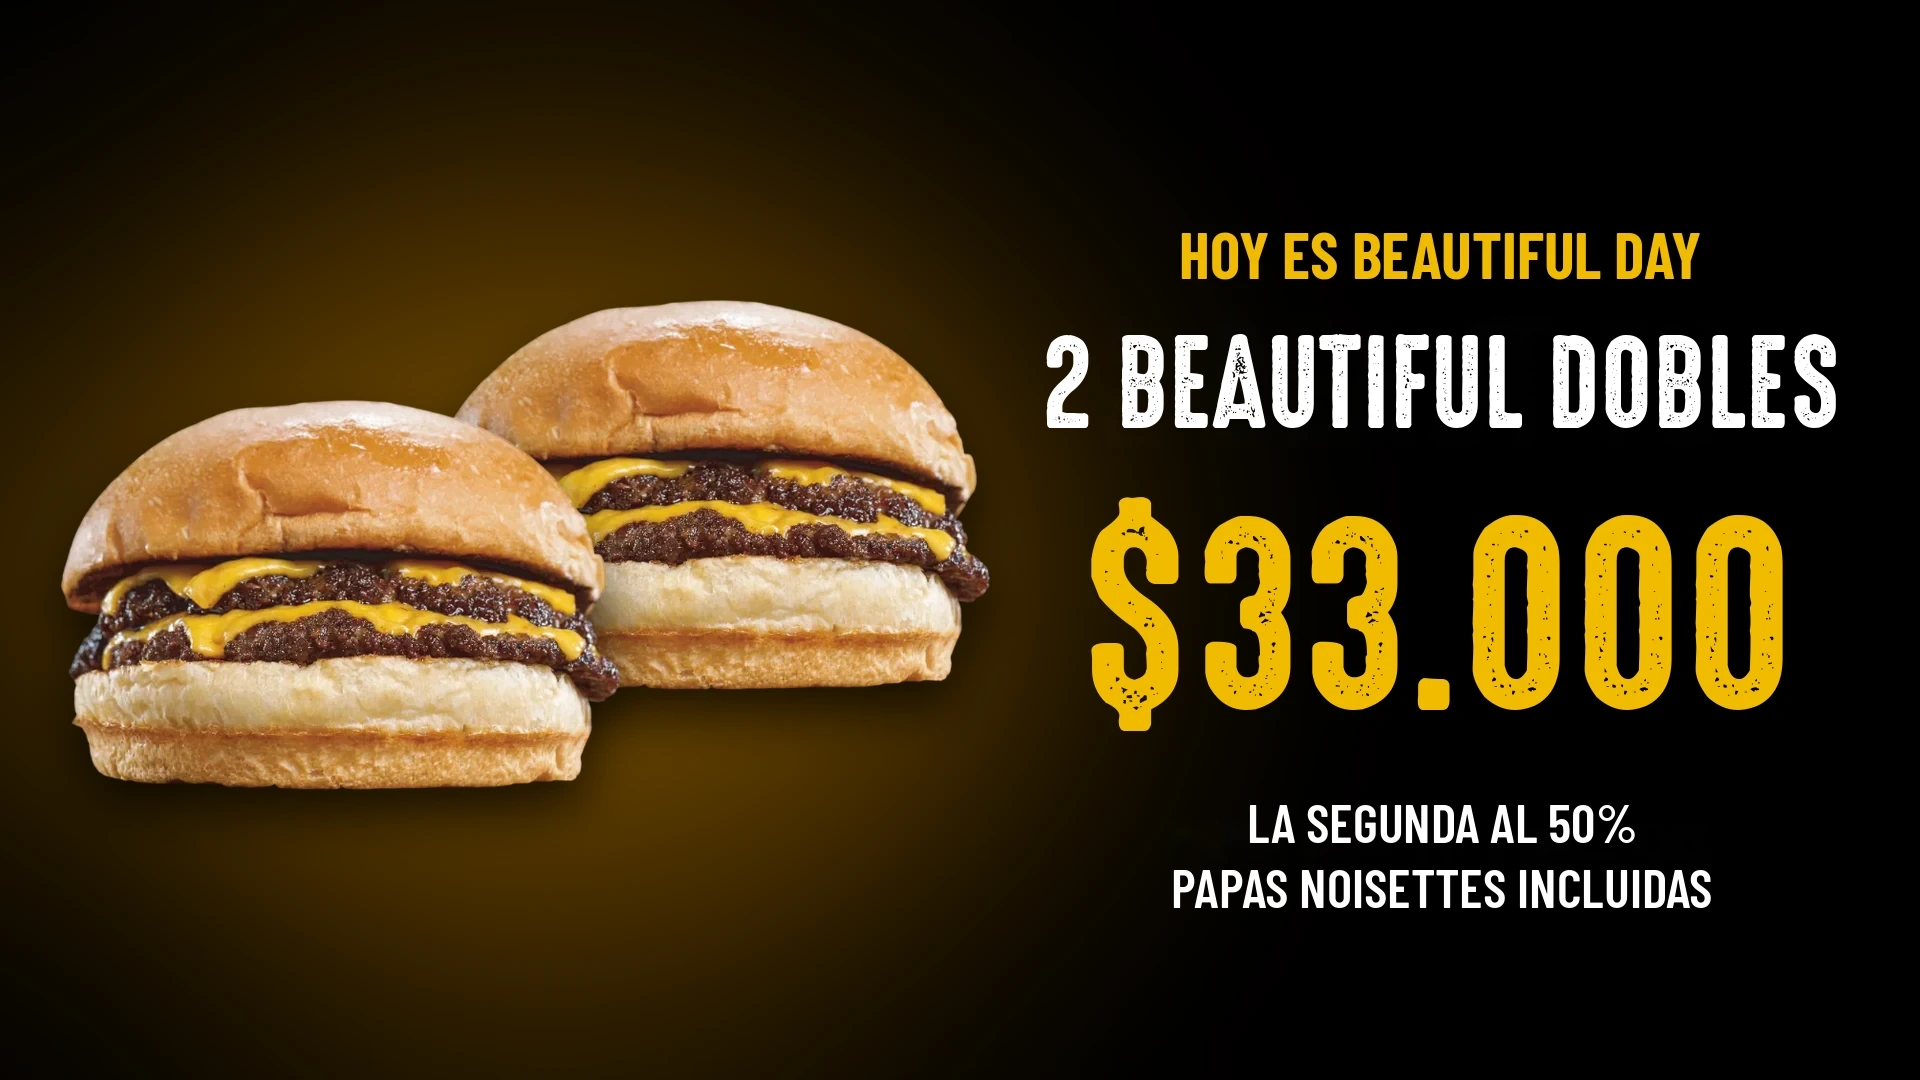 HOY ES BEAUTIFUL DAY
2 BEAUTIFUL DOBLES
$33.000
LA SEGUNDA AL 50%
PAPAS NOISETTES INCLUIDAS